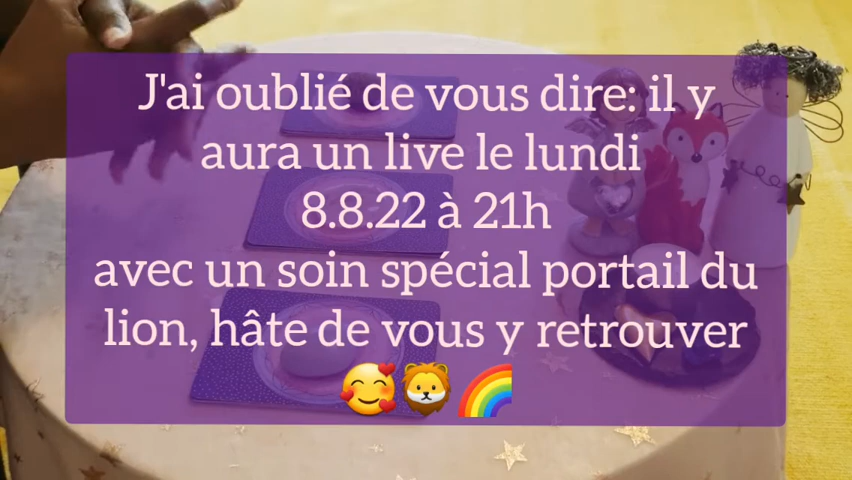 J'ai oublié de vous dire: il y
aura un live le lundi
8.8.22 à 21h
avec un soin spécial portail du
lion, hâte de vous y retrouver
🥰🦁🌈